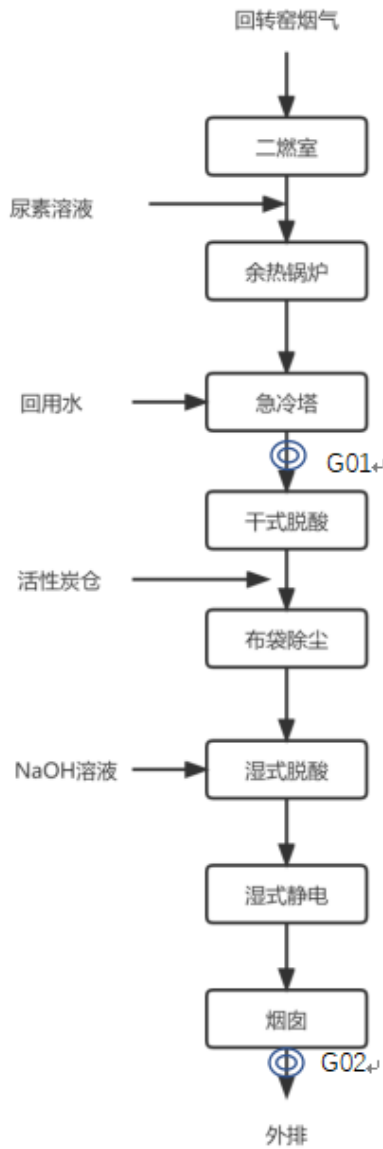 回转窑烟气
二燃室
尿素溶液
余热锅炉
回用水
急冷塔
G01↵
干式脱酸
活性炭仓
布袋除尘
NaOH溶液
湿式脱酸
湿式静电
烟囱
G02↵
外排